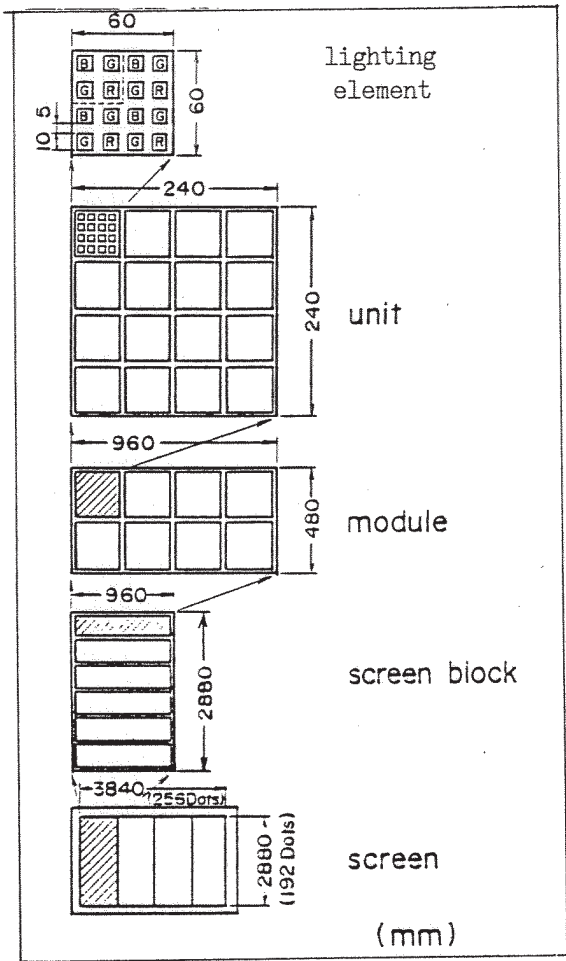 60
lighting
element
B G B G
G R G R
B G B G
G R G R
60
5
10
240
240
unit
960
480
module
960
2880
screen block
3840
(256Dots)
2880
(192 Dots)
screen
(mm)